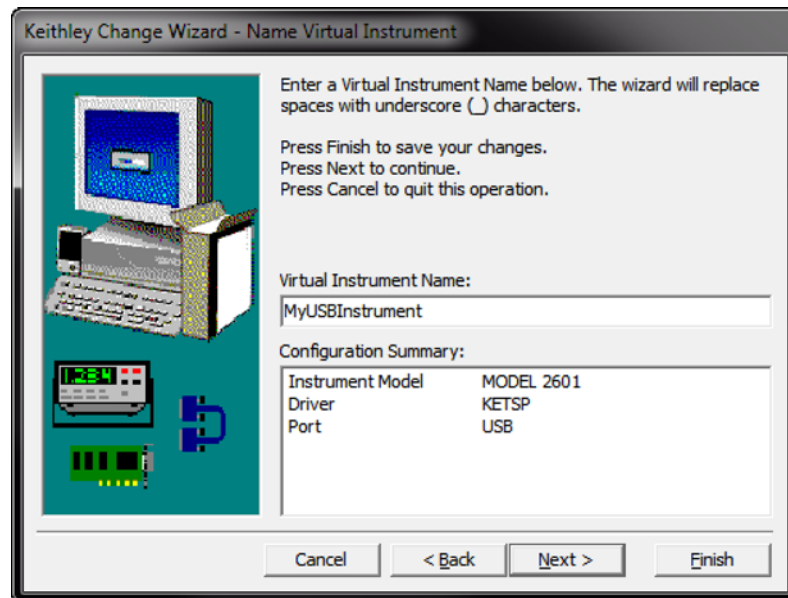 Keithley Change Wizard - Name Virtual Instrument
Enter a Virtual Instrument Name below. The wizard will replace
spaces with underscore (_) characters.
Press Finish to save your changes.
Press Next to continue.
Press Cancel to quit this operation.
Virtual Instrument Name:
MyUSBInstrument
Configuration Summary:
Instrument Model MODEL 2601
Driver KETSP
Port USB
1.234
Cancel < Back Next > Finish